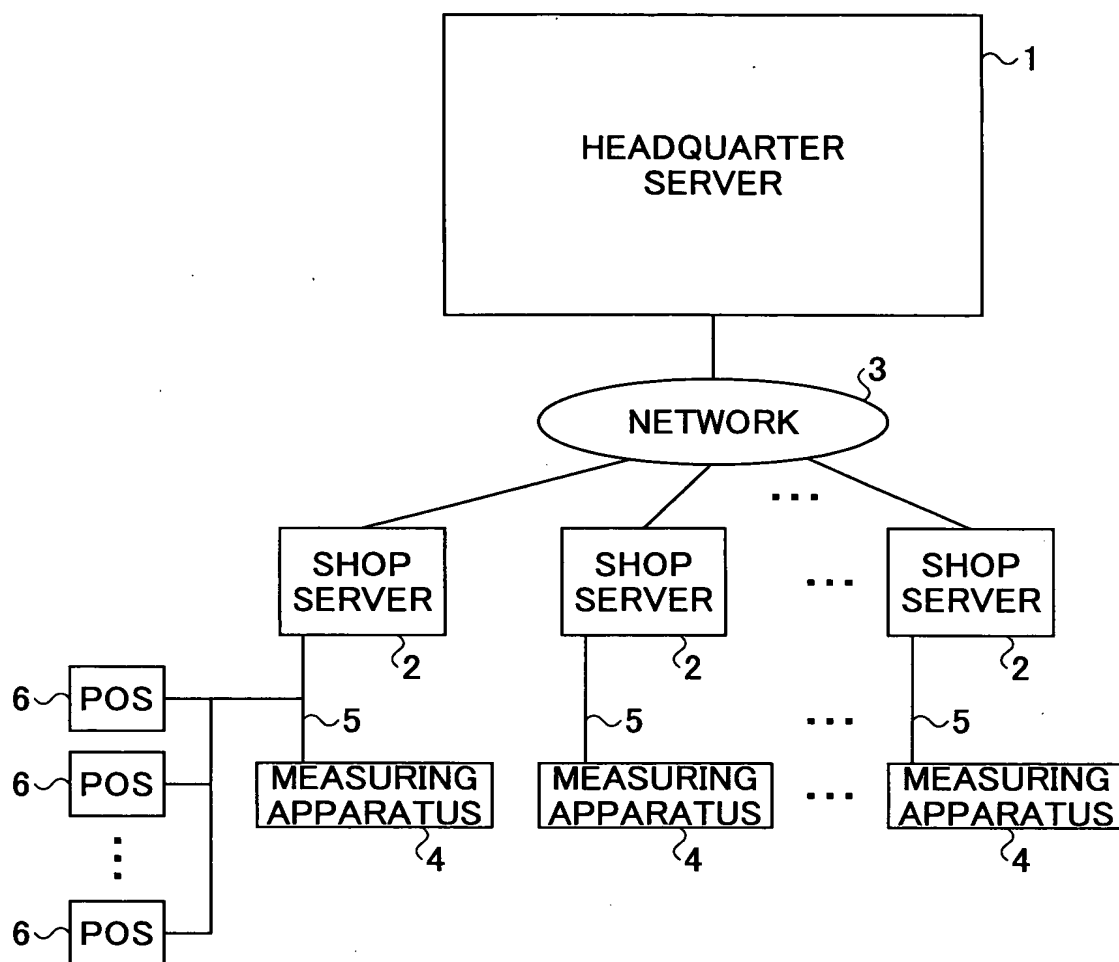 HEADQUARTER
SERVER
1
3
NETWORK
...
SHOP
SERVER
SHOP
SERVER
...
SHOP
SERVER
2
2
2
6 POS
5
5
...
5
6 POS
MEASURING
APPARATUS
MEASURING
APPARATUS
...
MEASURING
APPARATUS
4
4
4
6 POS